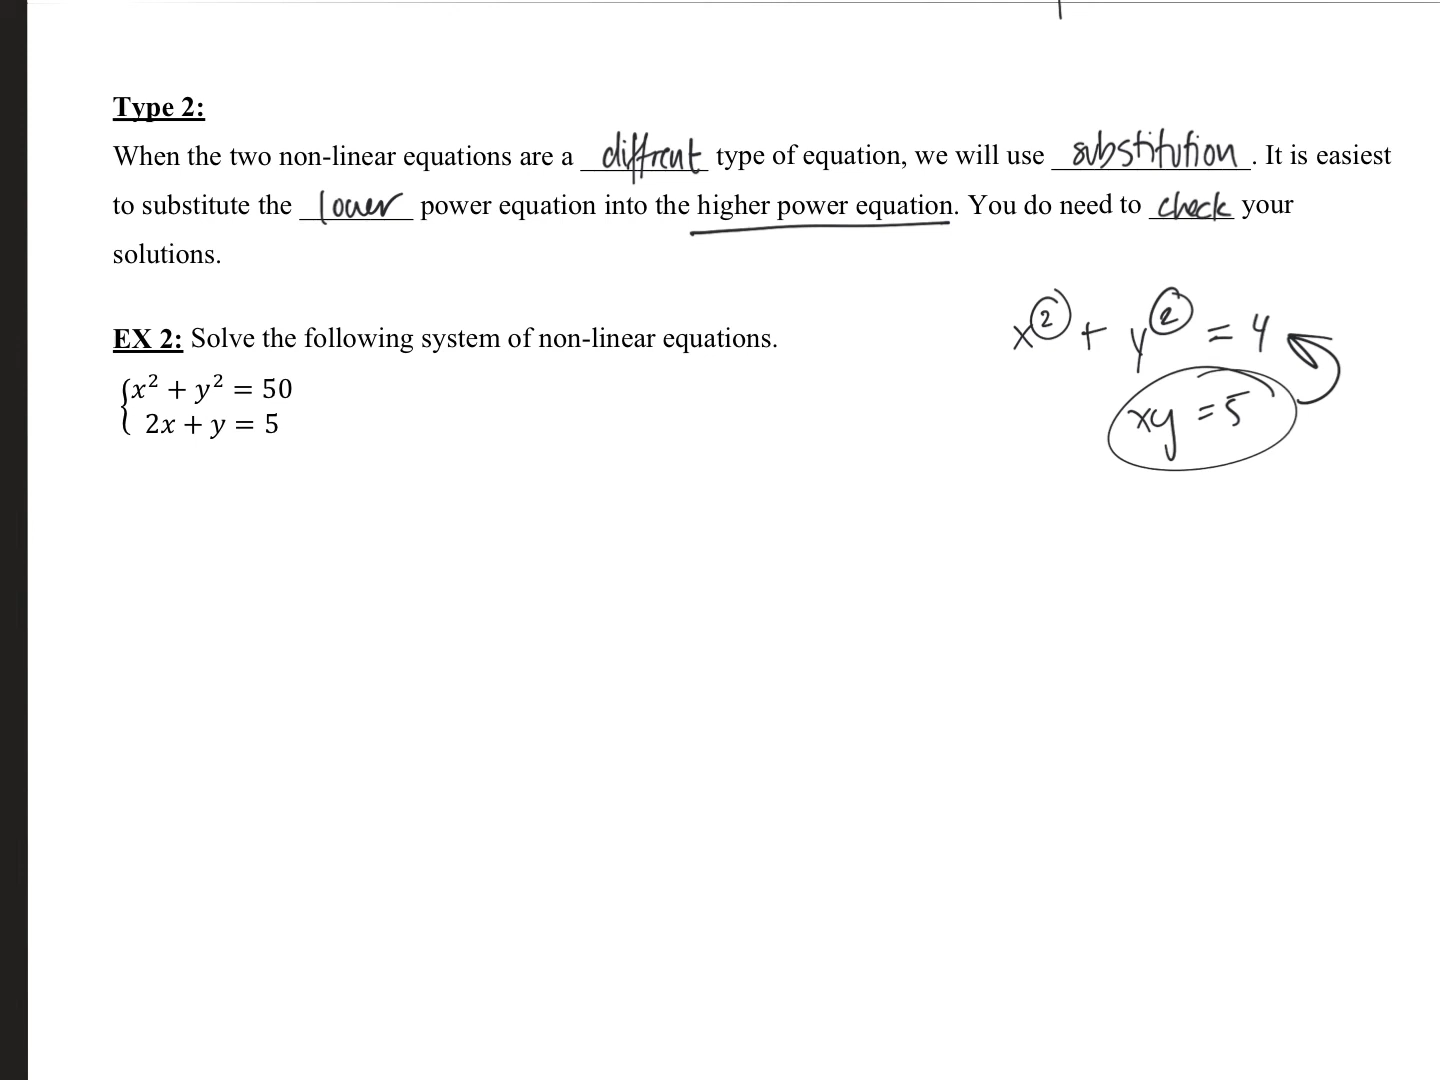 Type 2:
When the two non-linear equations are a diffrent type of equation, we will use substitution. It is easiest
to substitute the lower power equation into the higher power equation. You do need to check your
solutions.
EX 2: Solve the following system of non-linear equations.
x² + y² = 50
2x + y = 5
x² + y² = 4
xy = 5